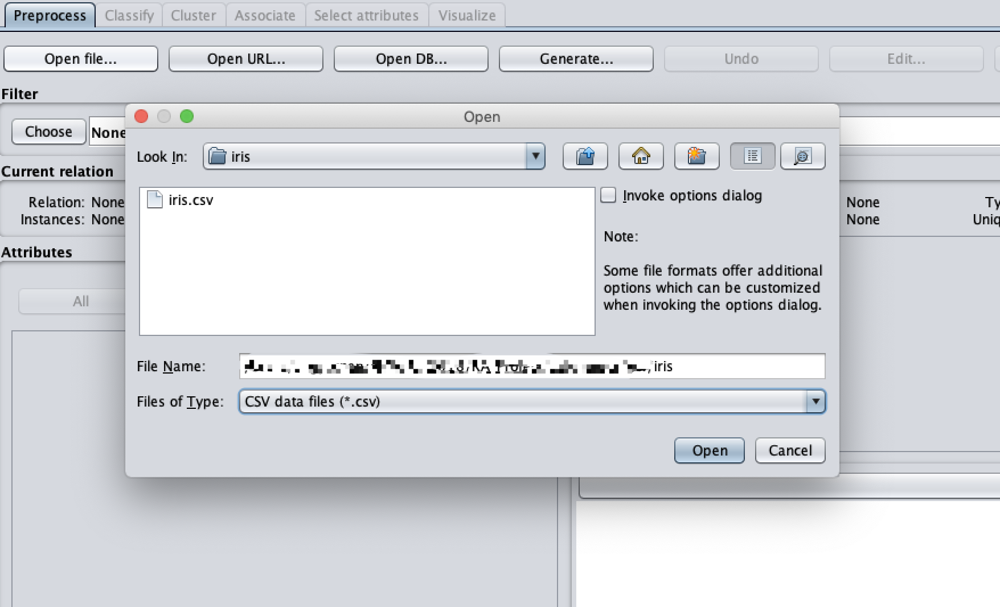 Preprocess Classify Cluster Associate Select attributes Visualize
Open file... Open URL... Open DB... Generate... Undo Edit...
Filter
Choose None
Open
Look In: iris
Current relation
Relation: None
Instances: None
None Ty
None Uniq
iris.csv
Invoke options dialog
Note:
Some file formats offer additional
options which can be customized
when invoking the options dialog.
Attributes
All
File Name: /iris
Files of Type: CSV data files (*.csv)
Open Cancel